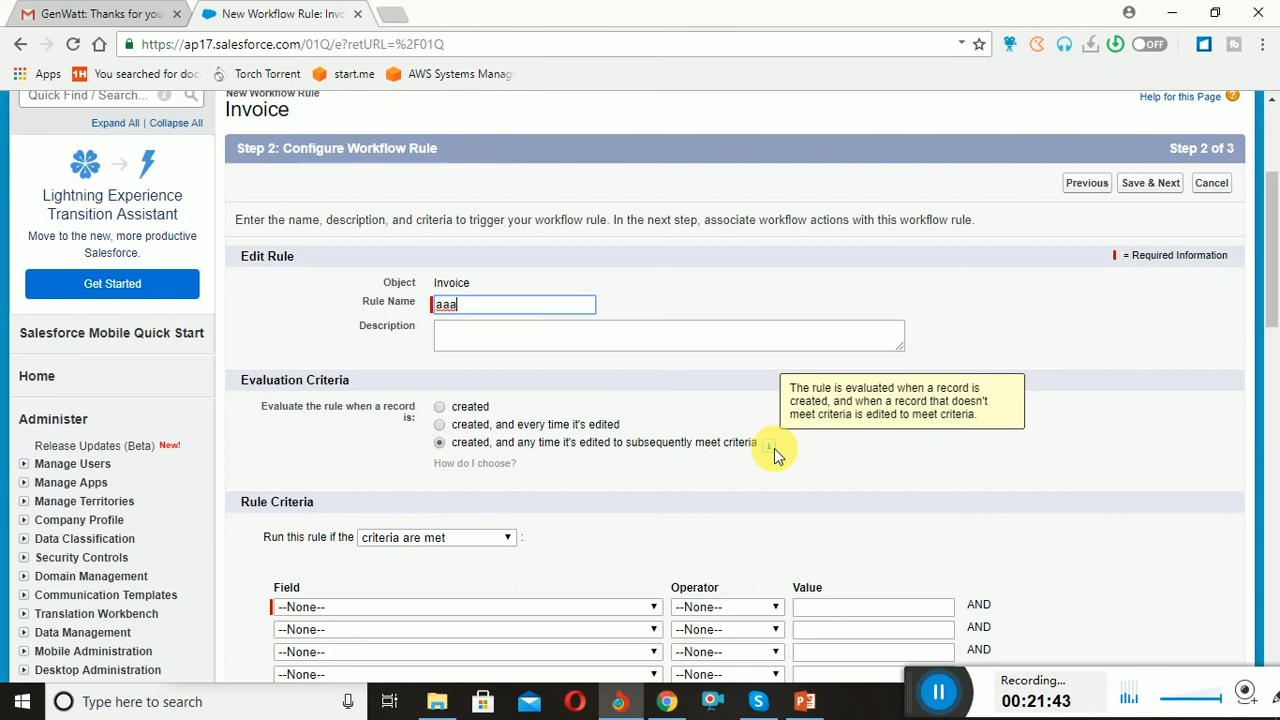 GenWatt: Thanks for you
New Workflow Rule: Invo
https://ap17.salesforce.com/01Q/e?retURL=%2F01Q
OFF
Apps
1H You searched for doc
Torch Torrent
start.me
AWS Systems Mana
Quick Find / Search...
Expand All | Collapse All
Lightning Experience
Transition Assistant
Move to the new, more productive
Salesforce.
Get Started
Salesforce Mobile Quick Start
Home
Administer
Release Updates (Beta) New!
Manage Users
Manage Apps
Manage Territories
Company Profile
Data Classification
Security Controls
Domain Management
Communication Templates
Translation Workbench
Data Management
Mobile Administration
Desktop Administration
New Workflow Rule
Invoice
Help for this Page
Step 2: Configure Workflow Rule
Step 2 of 3
Previous
Save & Next
Cancel
Enter the name, description, and criteria to trigger your workflow rule. In the next step, associate workflow actions with this workflow rule.
Edit Rule
= Required Information
Object Invoice
Rule Name aaa
Description
Evaluation Criteria
Evaluate the rule when a record
is:
created
created, and every time it's edited
created, and any time it's edited to subsequently meet criteria
How do I choose?
The rule is evaluated when a record is
created, and when a record that doesn't
meet criteria is edited to meet criteria.
Rule Criteria
Run this rule if the criteria are met :
Field Operator Value
--None-- --None-- AND
--None-- --None-- AND
--None-- --None-- AND
--None-- --None--
Recording...
00:21:43
Type here to search